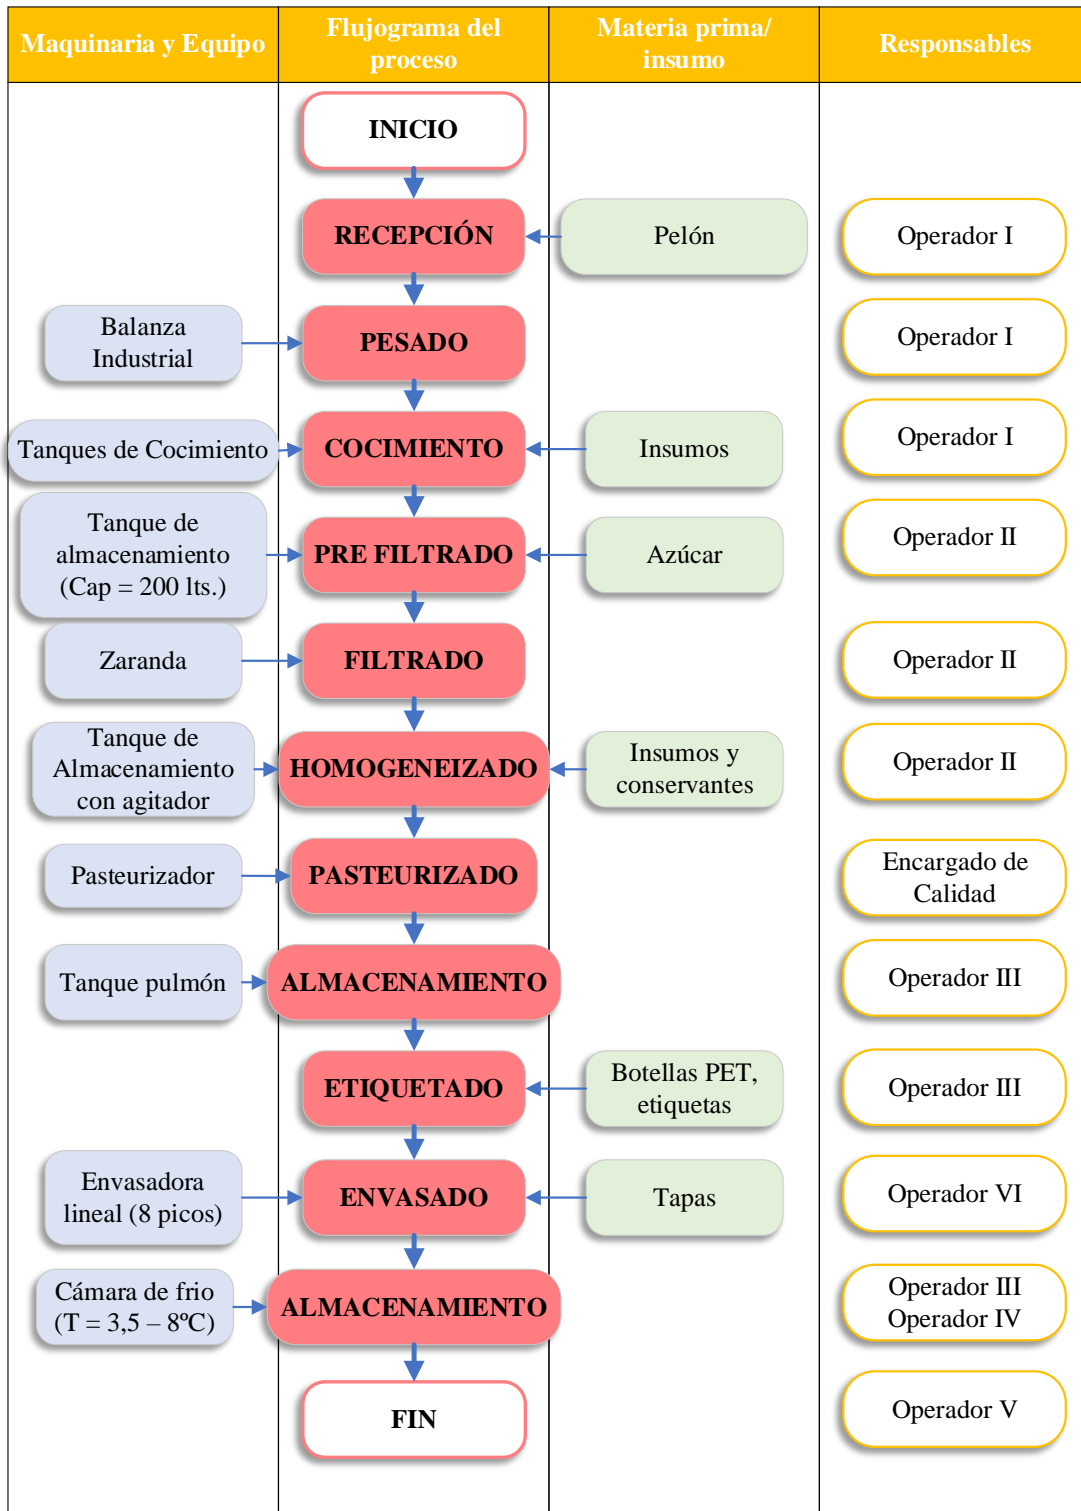 Maquinaria y Equipo
Flujograma del
proceso
Materia prima/
insumo
Responsables
INICIO
RECEPCIÓN
Pelón
Operador I
Balanza
Industrial
PESADO
Operador I
Tanques de Cocimiento
COCIMIENTO
Insumos
Operador I
Tanque de
almacenamiento
(Cap = 200 lts.)
PRE FILTRADO
Azúcar
Operador II
Zaranda
FILTRADO
Operador II
Tanque de
Almacenamiento
con agitador
HOMOGENEIZADO
Insumos y
conservantes
Operador II
Pasteurizador
PASTEURIZADO
Encargado de
Calidad
Tanque pulmón
ALMACENAMIENTO
Operador III
ETIQUETADO
Botellas PET,
etiquetas
Operador III
Envasadora
lineal (8 picos)
ENVASADO
Tapas
Operador VI
Cámara de frio
(T = 3,5 – 8ºC)
ALMACENAMIENTO
Operador III
Operador IV
FIN
Operador V